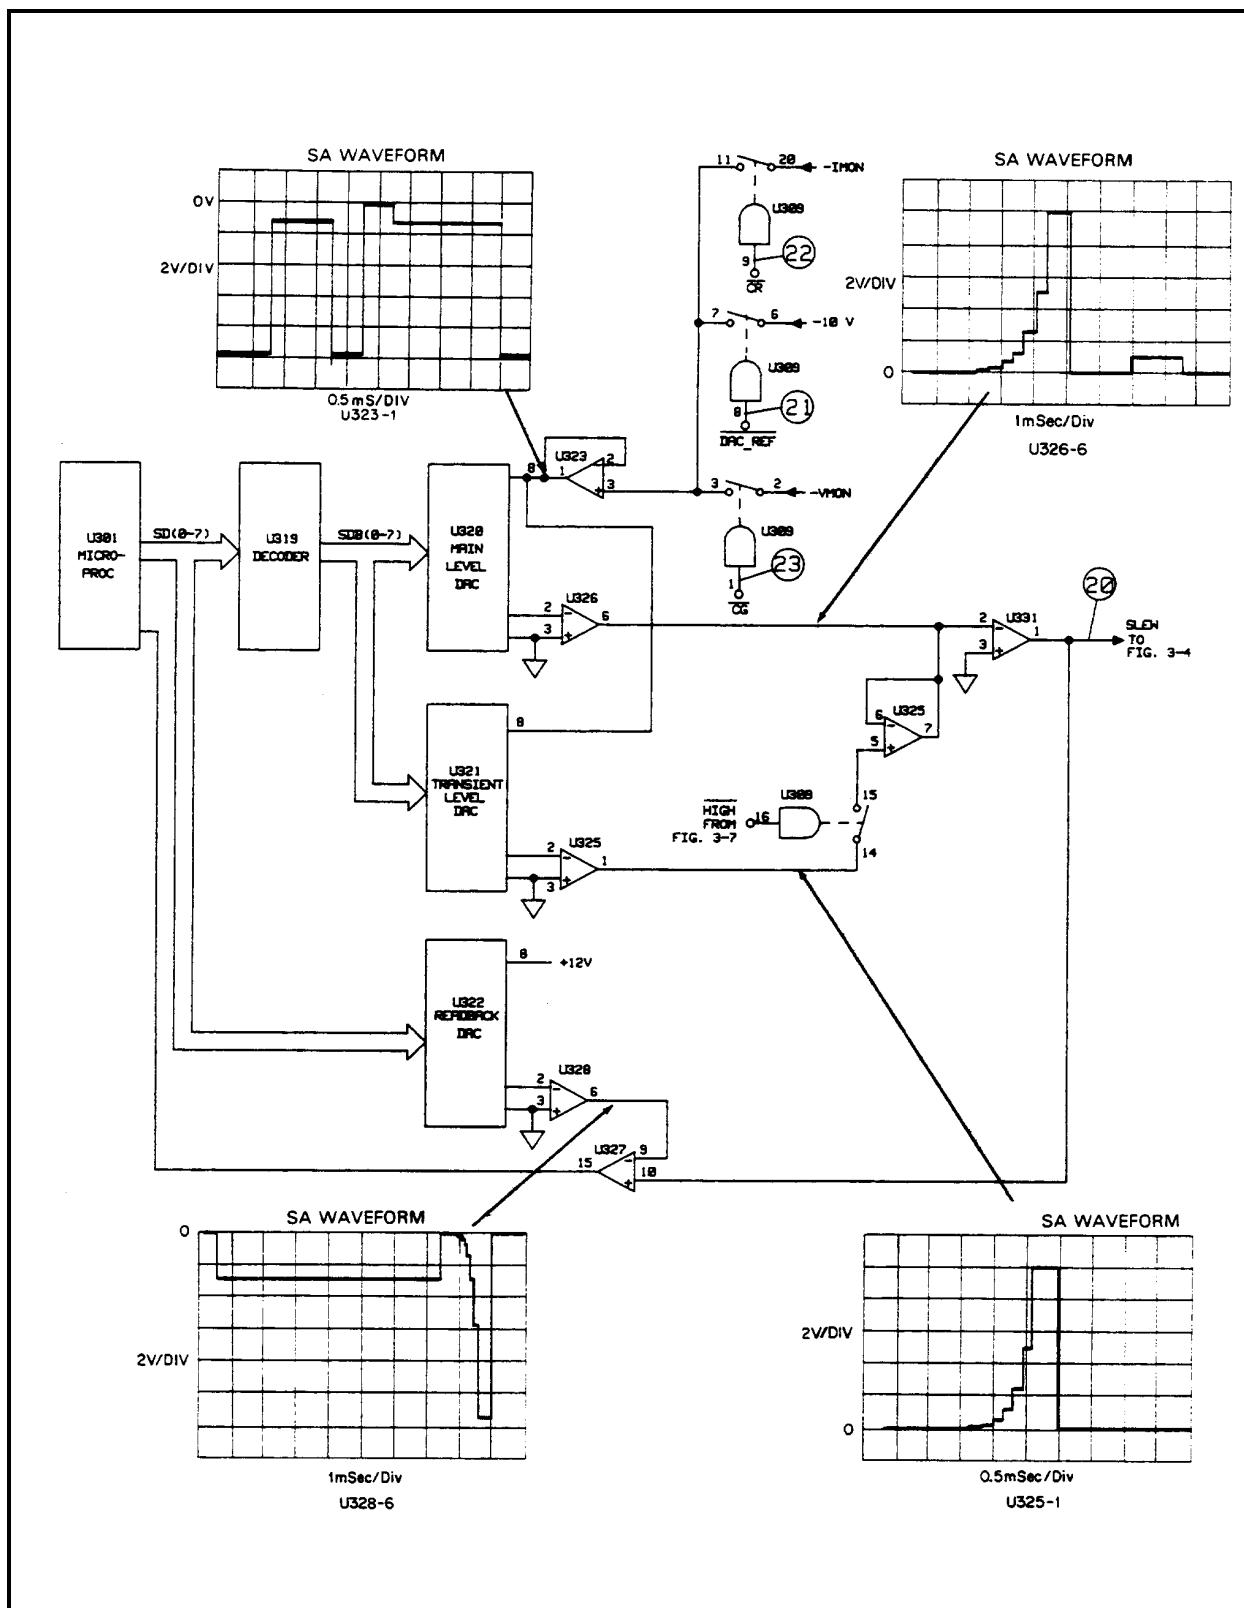 SA WAVEFORM
0V
2V/DIV
0.5mS/DIV
U323-1
11
20
-IMON
U309
9
22
CR
7
6
-10 V
U309
8
21
DAC_REF
3
2
-VMON
U309
1
23
CG
SA WAVEFORM
2V/DIV
0
1mSec/Div
U326-6
U301
MICRO-
PROC
SD(0-7)
U319
DECODER
SDB(0-7)
U320
MAIN
LEVEL
DAC
8
1
U323
2
3
2
3
U326
6
2
3
U331
1
20
SLEW
TO
FIG. 3-4
U321
TRANSIENT
LEVEL
DAC
8
2
3
U325
1
6
5
U325
7
HIGH
FROM
FIG. 3-7
16
U308
15
14
U322
READBACK
DAC
8
+12V
2
3
U328
6
15
U327
9
10
SA WAVEFORM
0
2V/DIV
1mSec/Div
U328-6
SA WAVEFORM
2V/DIV
0
0.5mSec/Div
U325-1